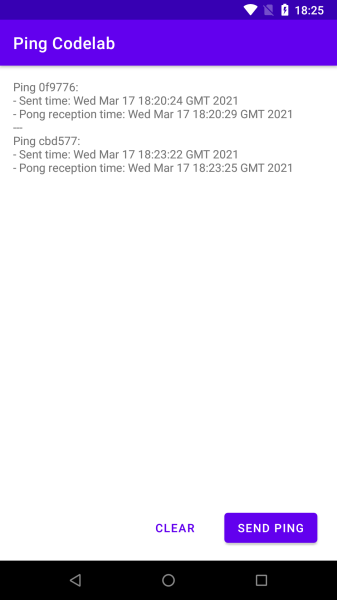 18:25
Ping Codelab
Ping 0f9776:
- Sent time: Wed Mar 17 18:20:24 GMT 2021
- Pong reception time: Wed Mar 17 18:20:29 GMT 2021
---
Ping cbd577:
- Sent time: Wed Mar 17 18:23:22 GMT 2021
- Pong reception time: Wed Mar 17 18:23:25 GMT 2021
CLEAR
SEND PING